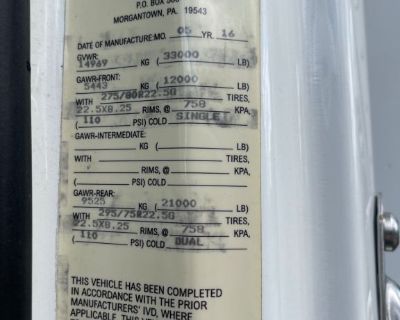 P.O. BOX
MORGANTOWN, PA. 19543
DATE OF MANUFACTURE:MO. 05 YR. 16
GVWR:
14969 KG ( 33000 LB)
GAWR-FRONT:
5443 KG ( 12000 LB)
WITH 275/80R22.5G TIRES,
22.5X8.25 RIMS, @ 758 KPA,
( 110 PSI) COLD SINGLE
GAWR-INTERMEDIATE:
KG ( LB)
WITH TIRES,
RIMS, @ KPA,
( PSI) COLD
GAWR-REAR:
9525 KG ( 21000 LB)
WITH 295/75R22.5G TIRES,
22.5X8.25 RIMS, @ 758 KPA,
( 110 PSI) COLD DUAL
THIS VEHICLE HAS BEEN COMPLETED
IN ACCORDANCE WITH THE PRIOR
MANUFACTURERS' IVD, WHERE
APPLICABLE. THIS